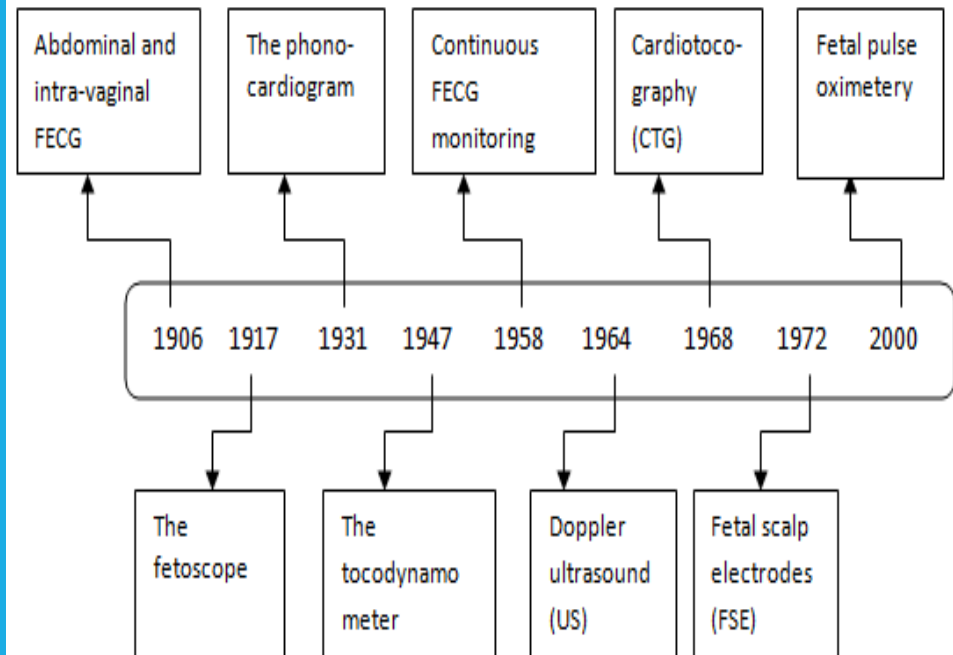 Abdominal and
intra-vaginal
FECG
The phono-
cardiogram
Continuous
FECG
monitoring
Cardiotoco-
graphy
(CTG)
Fetal pulse
oximetery
1906 1917 1931 1947 1958 1964 1968 1972 2000
The
fetoscope
The
tocodynamo
meter
Doppler
ultrasound
(US)
Fetal scalp
electrodes
(FSE)